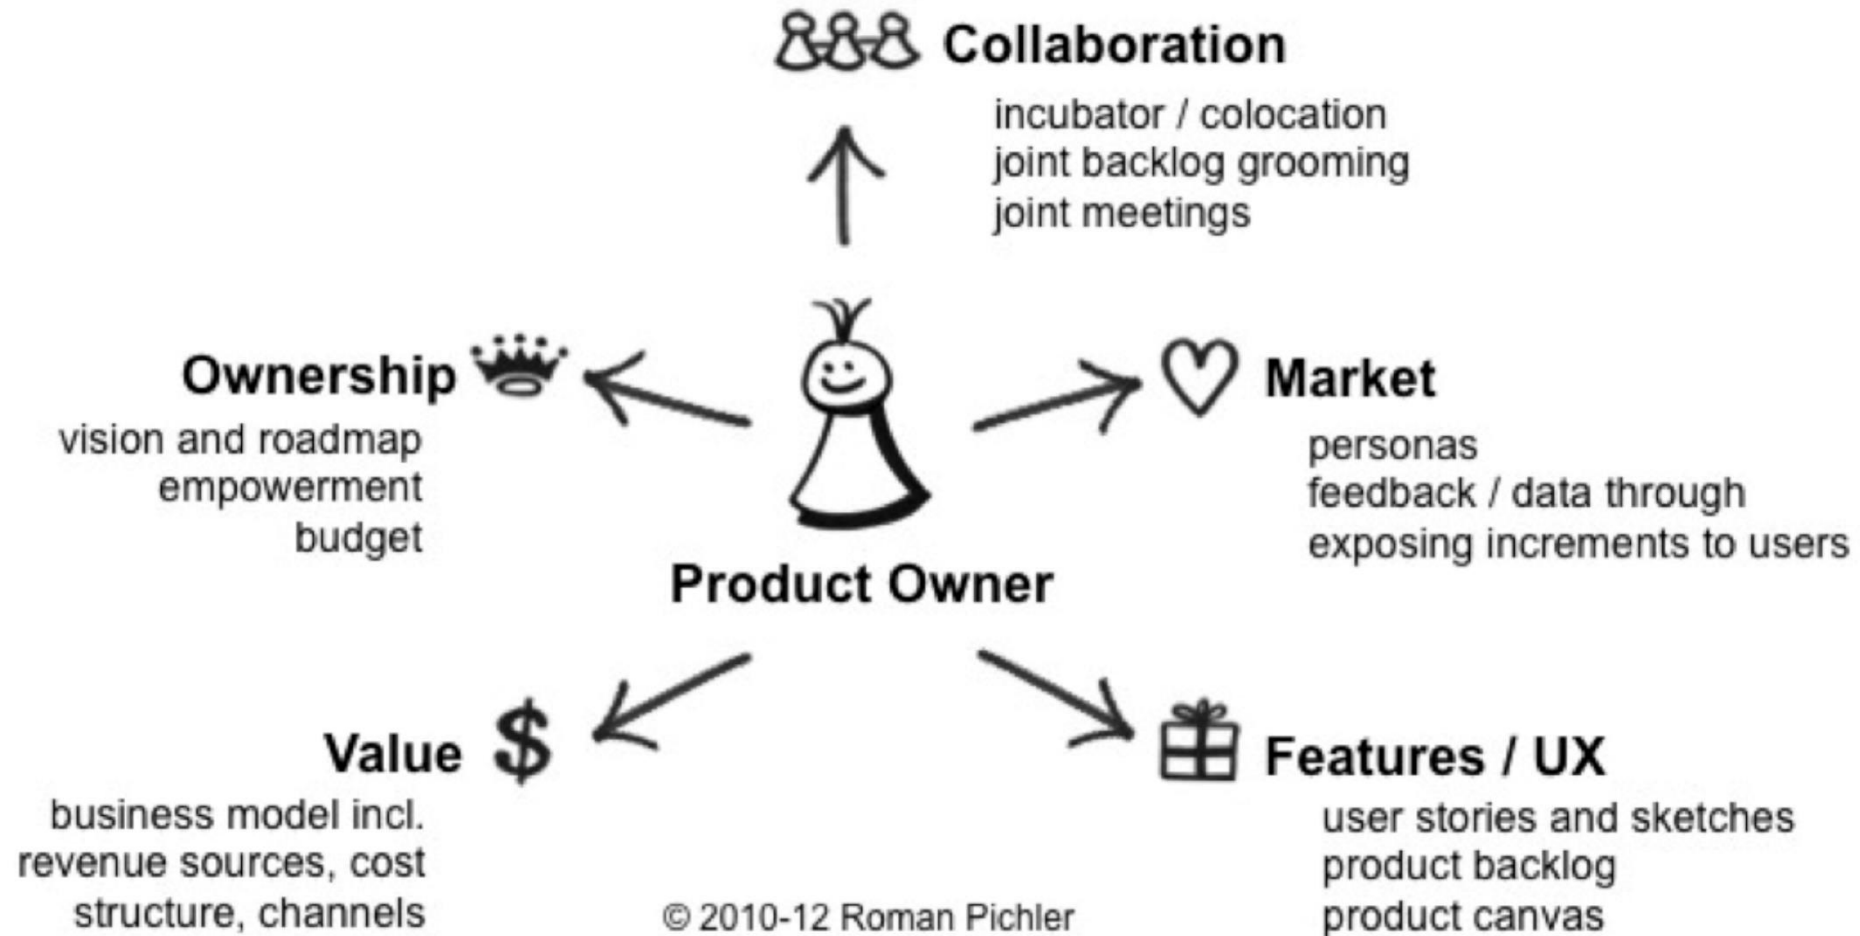 Collaboration
incubator / colocation
joint backlog grooming
joint meetings
Ownership
vision and roadmap
empowerment
budget
Market
personas
feedback / data through
exposing increments to users
Product Owner
Value
$
business model incl.
revenue sources, cost
structure, channels
Features / UX
user stories and sketches
product backlog
product canvas
© 2010-12 Roman Pichler